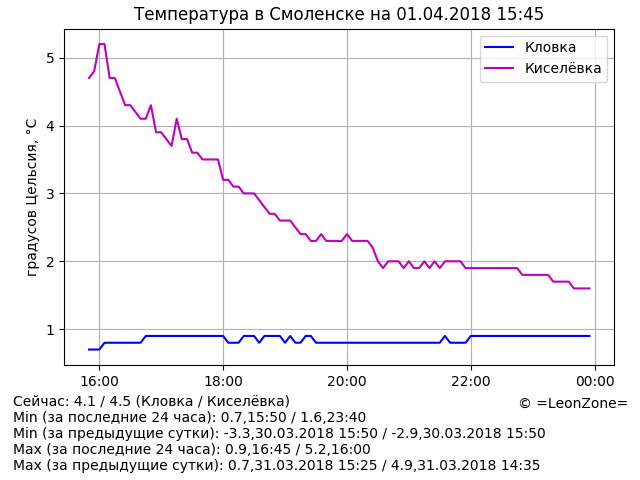 Температура в Смоленске на 01.04.2018 15:45
градусов Цельсия, °C
5
4
3
2
1
Кловка
Киселёвка
16:00 18:00 20:00 22:00 00:00
Сейчас: 4.1 / 4.5 (Кловка / Киселёвка)
© =LeonZone=
Min (за последние 24 часа): 0.7,15:50 / 1.6,23:40
Min (за предыдущие сутки): -3.3,30.03.2018 15:50 / -2.9,30.03.2018 15:50
Max (за последние 24 часа): 0.9,16:45 / 5.2,16:00
Max (за предыдущие сутки): 0.7,31.03.2018 15:25 / 4.9,31.03.2018 14:35